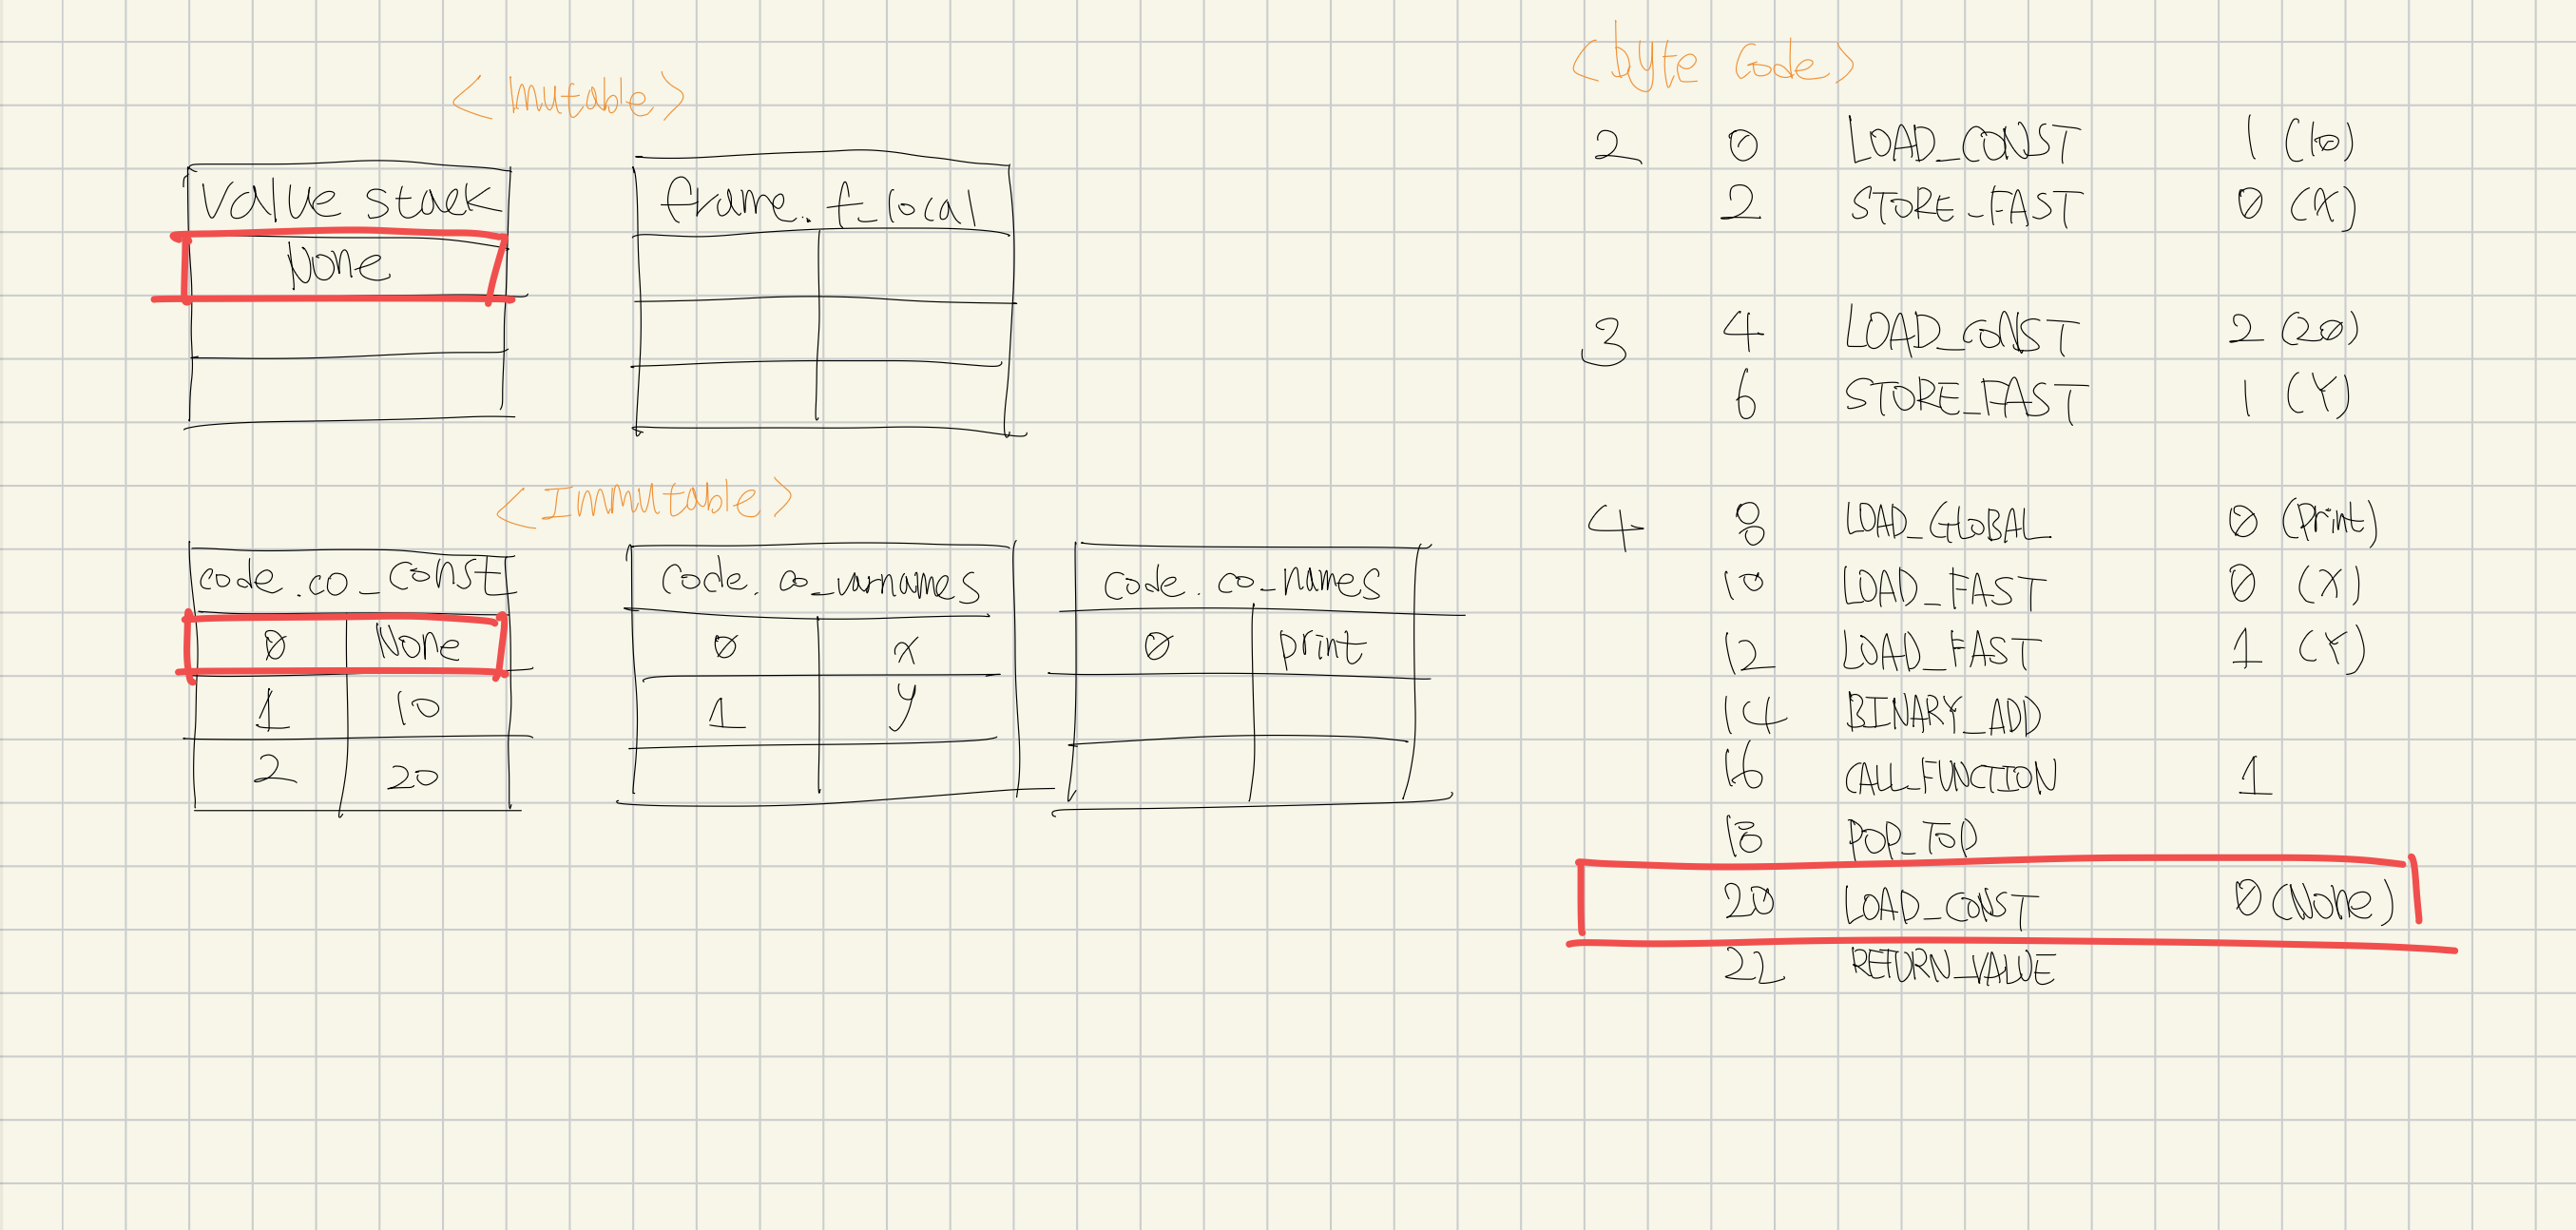 <Mutable>
value stack
None
frame.f_local
<Immutable>
code.co_const
0 None
1 10
2 20
code.co_varnames
0 x
1 y
code.co_names
0 print
<byte code>
2 0 LOAD_CONST 1 (10)
2 STORE_FAST 0 (X)
3 4 LOAD_CONST 2 (20)
6 STORE_FAST 1 (Y)
4 8 LOAD_GLOBAL 0 (print)
10 LOAD_FAST 0 (X)
12 LOAD_FAST 1 (Y)
14 BINARY_ADD
16 CALL_FUNCTION 1
18 POP_TOP
20 LOAD_CONST 0 (None)
22 RETURN_VALUE